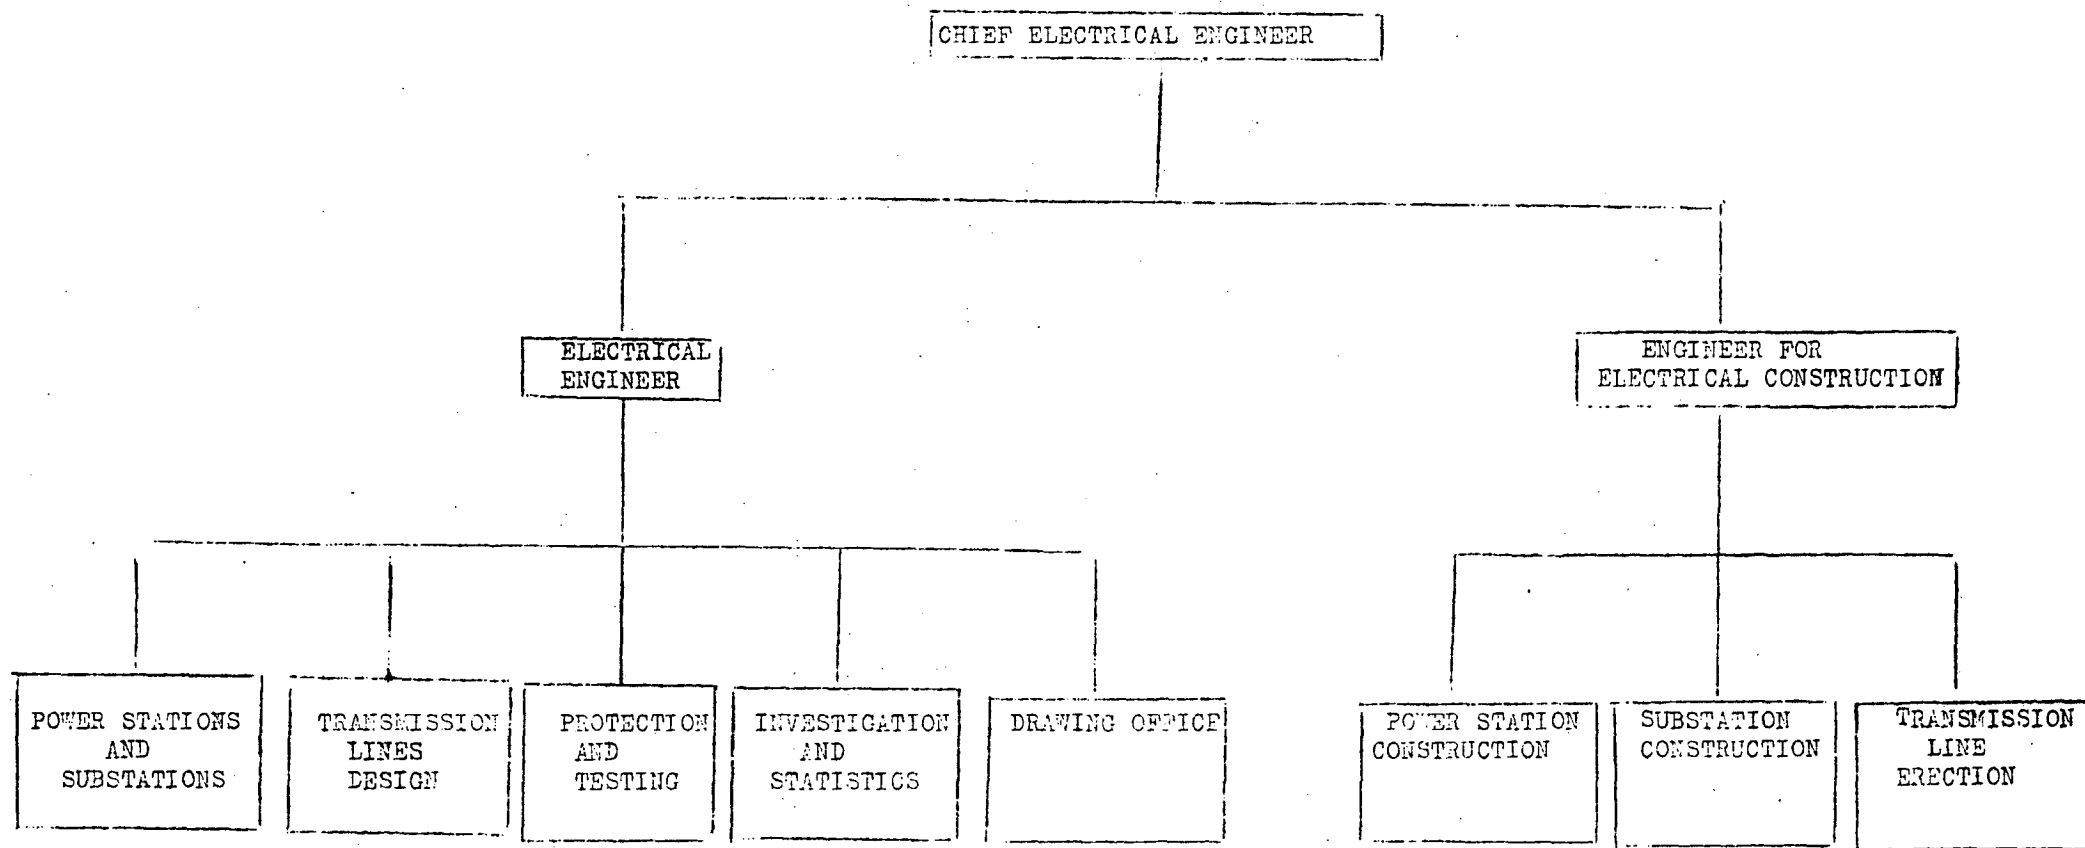 CHIEF ELECTRICAL ENGINEER
ELECTRICAL
ENGINEER
ENGINEER FOR
ELECTRICAL CONSTRUCTION
POWER STATIONS
AND
SUBSTATIONS
TRANSMISSION
LINES
DESIGN
PROTECTION
AND
TESTING
INVESTIGATION
AND
STATISTICS
DRAWING OFFICE
POWER STATION
CONSTRUCTION
SUBSTATION
CONSTRUCTION
TRANSMISSION
LINE
ERECTION